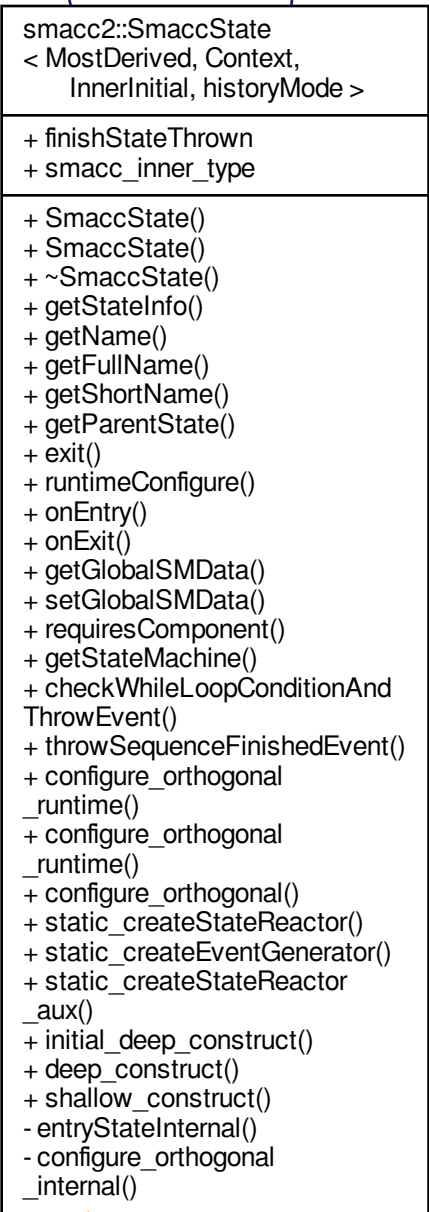 smacc2::SmaccState
< MostDerived, Context,
InnerInitial, historyMode >
+ finishStateThrown
+ smacc_inner_type
+ SmaccState()
+ SmaccState()
+ ~SmaccState()
+ getStateInfo()
+ getName()
+ getFullName()
+ getShortName()
+ getParentState()
+ exit()
+ runtimeConfigure()
+ onEntry()
+ onExit()
+ getGlobalSMData()
+ setGlobalSMData()
+ requiresComponent()
+ getStateMachine()
+ checkWhileLoopConditionAnd
ThrowEvent()
+ throwSequenceFinishedEvent()
+ configure_orthogonal
_runtime()
+ configure_orthogonal
_runtime()
+ configure_orthogonal()
+ static_createStateReactor()
+ static_createEventGenerator()
+ static_createStateReactor
_aux()
+ initial_deep_construct()
+ deep_construct()
+ shallow_construct()
- entryStateInternal()
- configure_orthogonal
_internal()